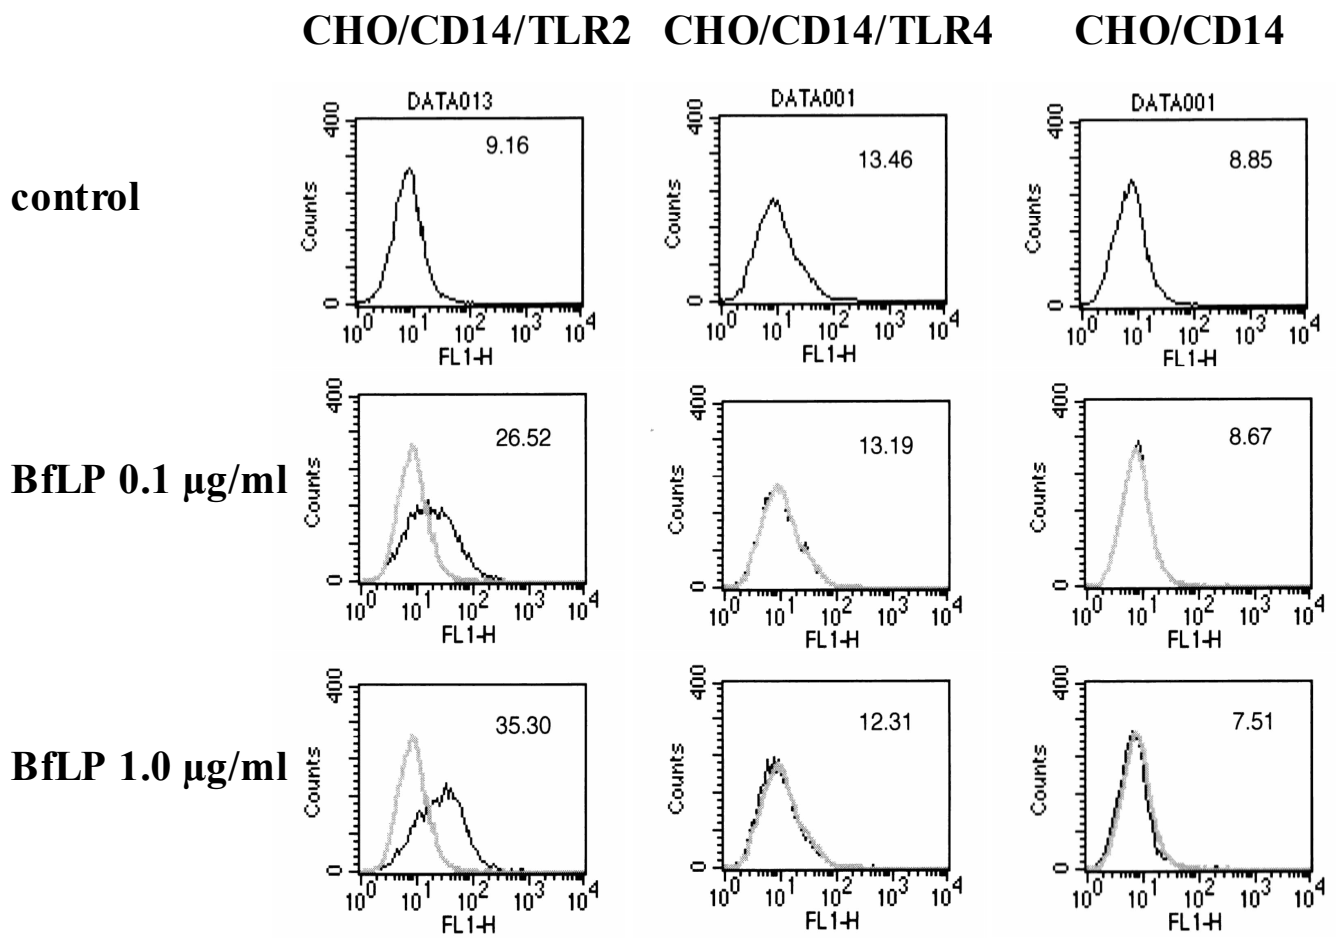 CHO/CD14/TLR2 CHO/CD14/TLR4 CHO/CD14
DATA013 DATA001 DATA001
control
400 9.16 400 13.46 400 8.85
Counts Counts Counts
0 0 0
10^0 10^1 10^2 10^3 10^4 10^0 10^1 10^2 10^3 10^4 10^0 10^1 10^2 10^3 10^4
FL1-H FL1-H FL1-H
BfLP 0.1 μg/ml
400 26.52 400 13.19 400 8.67
Counts Counts Counts
0 0 0
10^0 10^1 10^2 10^3 10^4 10^0 10^1 10^2 10^3 10^4 10^0 10^1 10^2 10^3 10^4
FL1-H FL1-H FL1-H
BfLP 1.0 μg/ml
400 35.30 400 12.31 400 7.51
Counts Counts Counts
0 0 0
10^0 10^1 10^2 10^3 10^4 10^0 10^1 10^2 10^3 10^4 10^0 10^1 10^2 10^3 10^4
FL1-H FL1-H FL1-H